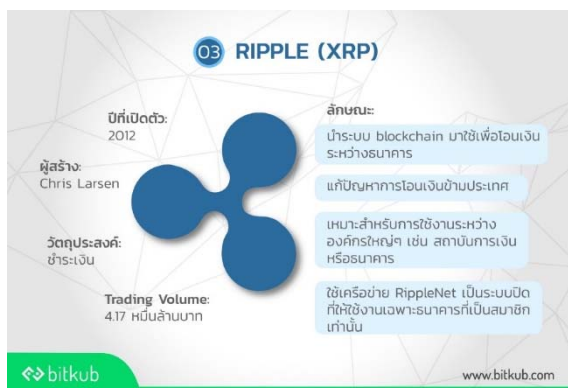 03 RIPPLE (XRP)
ปีที่เปิดตัว:
2012
ผู้สร้าง:
Chris Larsen
วัตถุประสงค์:
ชำระเงิน
Trading Volume:
4.17 หมื่นล้านบาท
ลักษณะ:
นำระบบ blockchain มาใช้เพื่อโอนเงิน
ระหว่างธนาคาร
แก้ปัญหาการโอนเงินข้ามประเทศ
เหมาะสำหรับการใช้งานระหว่าง
องค์กรใหญ่ๆ เช่น สถาบันการเงิน
หรือธนาคาร
ใช้เครือข่าย RippleNet เป็นระบบปิด
ที่ให้ใช้งานเฉพาะธนาคารที่เป็นสมาชิก
เท่านั้น
bitkub
www.bitkub.com